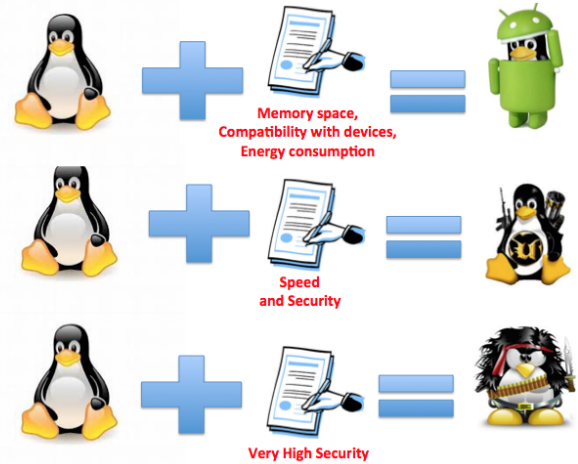 Memory space,
Compatibility with devices,
Energy consumption
Speed
and Security
Very High Security